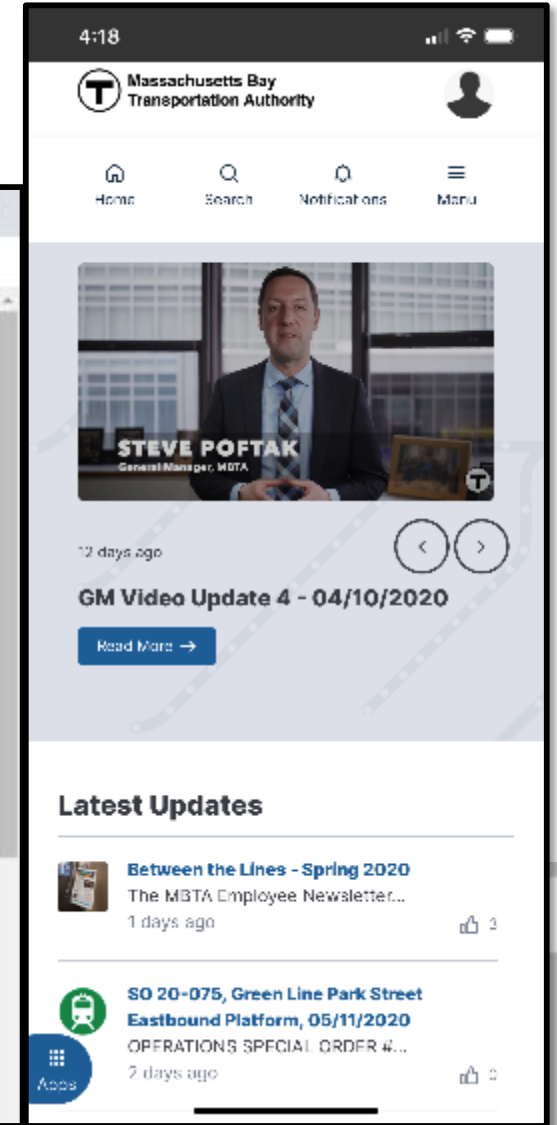 4:18
Massachusetts Bay
Transportation Authority
Home Search Notifications Menu
STEVE POFTAK
General Manager, MBTA
T
12 days ago
GM Video Update 4 - 04/10/2020
Read More →
Latest Updates
Between the Lines - Spring 2020
The MBTA Employee Newsletter...
1 days ago
3
SO 20-075, Green Line Park Street
Eastbound Platform, 05/11/2020
OPERATIONS SPECIAL ORDER #...
2 days ago
0
Apps